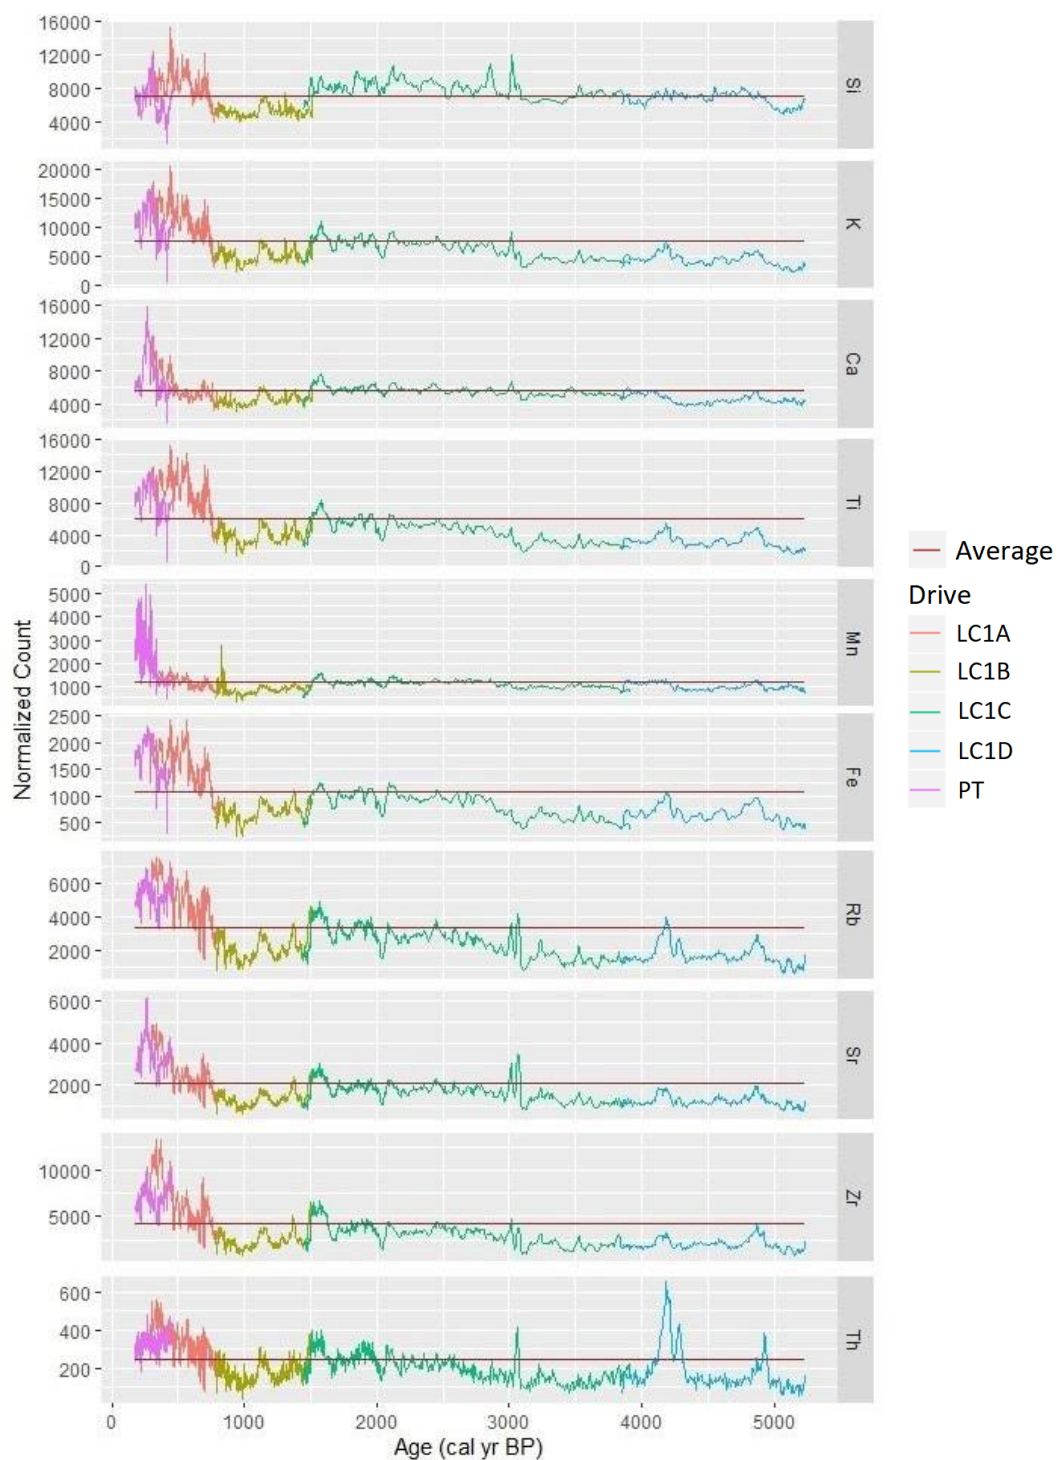 16000
12000
8000
4000
Si
20000
15000
10000
5000
0
K
16000
12000
8000
4000
Ca
16000
12000
8000
4000
0
Ti
5000
4000
3000
2000
1000
Mn
2500
2000
1500
1000
500
Fe
6000
4000
2000
Rb
6000
4000
2000
Sr
10000
5000
Zr
600
400
200
Th
0 1000 2000 3000 4000 5000
Age (cal yr BP)
Normalized Count
Average
Drive
LC1A
LC1B
LC1C
LC1D
PT